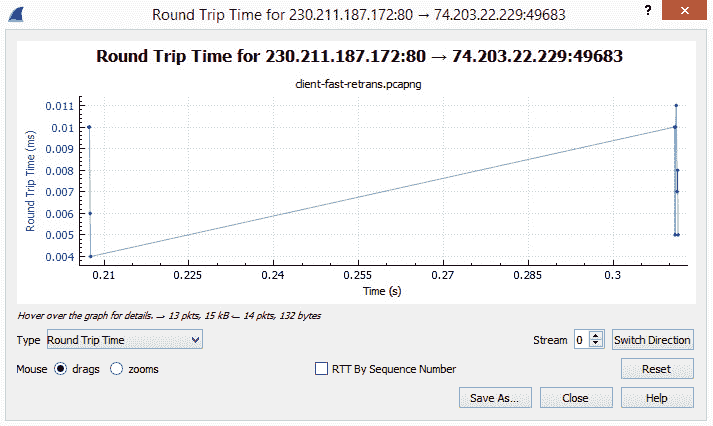 Round Trip Time for 230.211.187.172:80 → 74.203.22.229:49683
?
×
Round Trip Time for 230.211.187.172:80 → 74.203.22.229:49683
client-fast-retrans.pcapng
0.011
0.01
0.009
0.008
0.007
0.006
0.005
0.004
Round Trip Time (ms)
0.21
0.225
0.24
0.255
0.27
0.285
0.3
Time (s)
Hover over the graph for details. → 13 pkts, 15 kB ← 14 pkts, 132 bytes
Type Round Trip Time Stream 0 Switch Direction
Mouse drags zooms RTT By Sequence Number Reset
Save As... Close Help